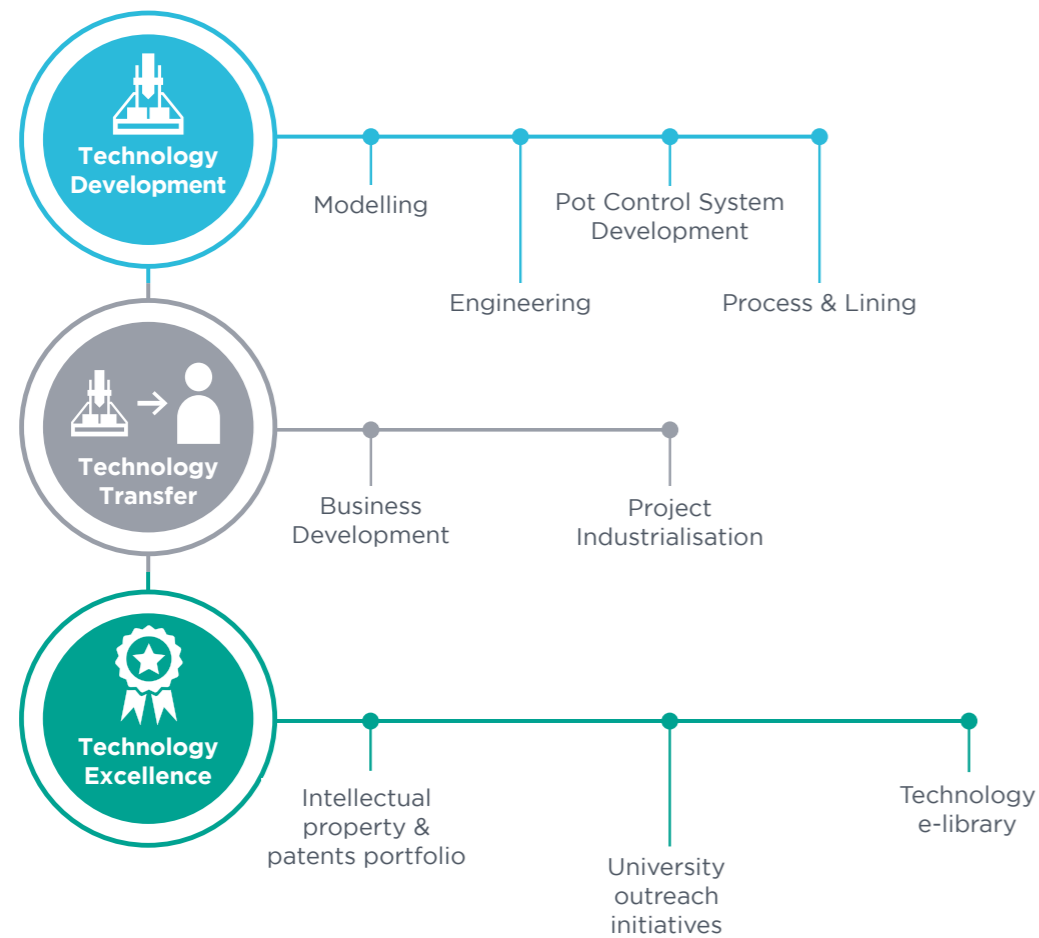 Technology
Development
Modelling
Engineering
Pot Control System
Development
Process & Lining
Technology
Transfer
Business
Development
Project
Industrialisation
Technology
Excellence
Intellectual
property &
patents portfolio
University
outreach
initiatives
Technology
e-library